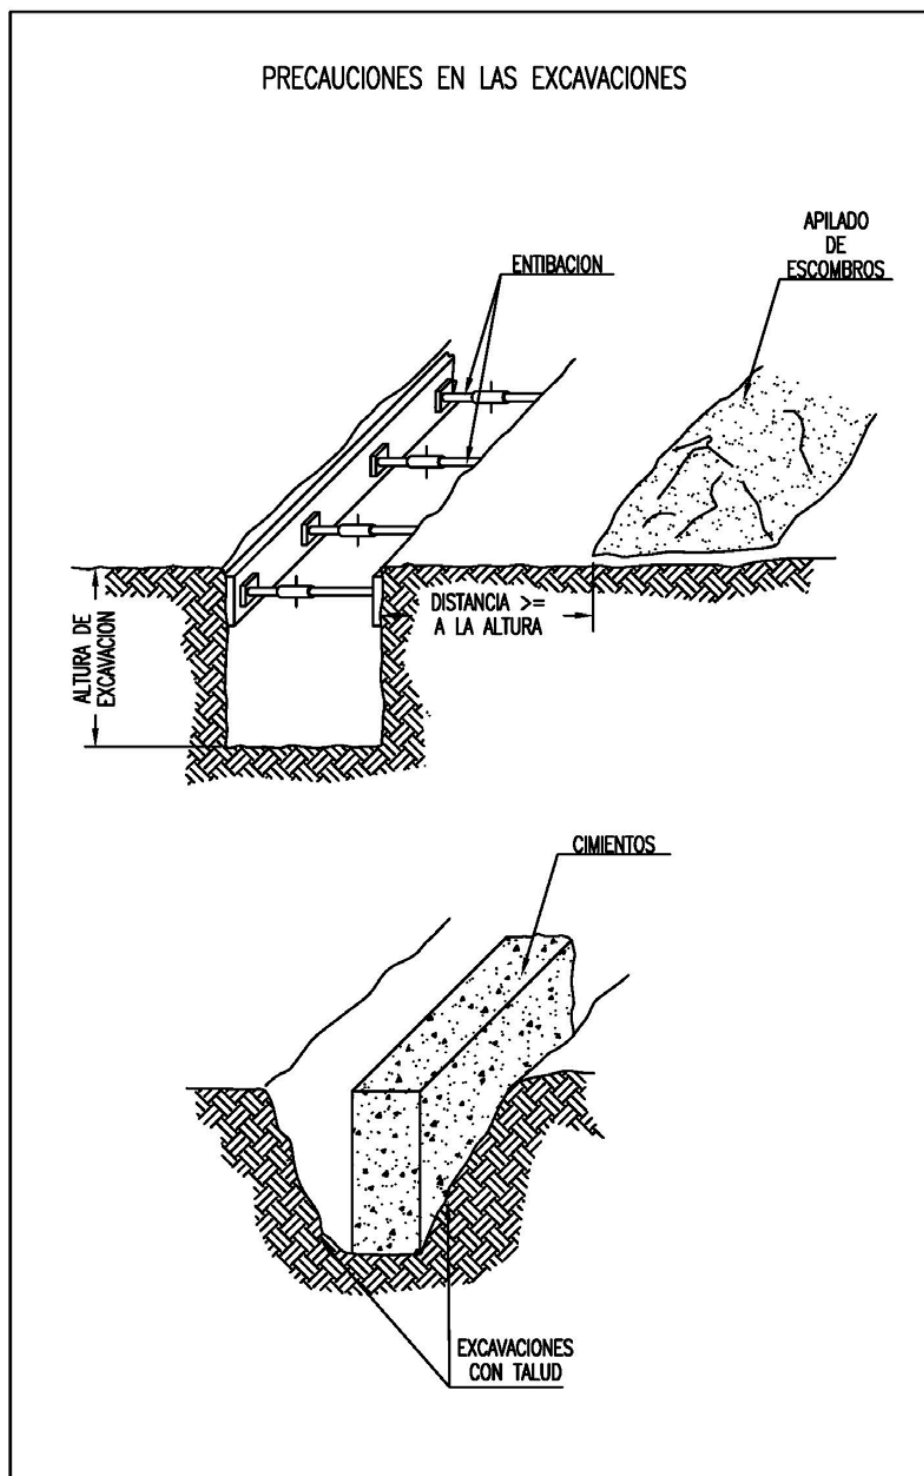 PRECAUCIONES EN LAS EXCAVACIONES
APILADO
DE
ESCOMBROS
ENTIBACION
ALTURA DE
EXCAVACION
DISTANCIA >=
A LA ALTURA
CIMIENTOS
EXCAVACIONES
CON TALUD